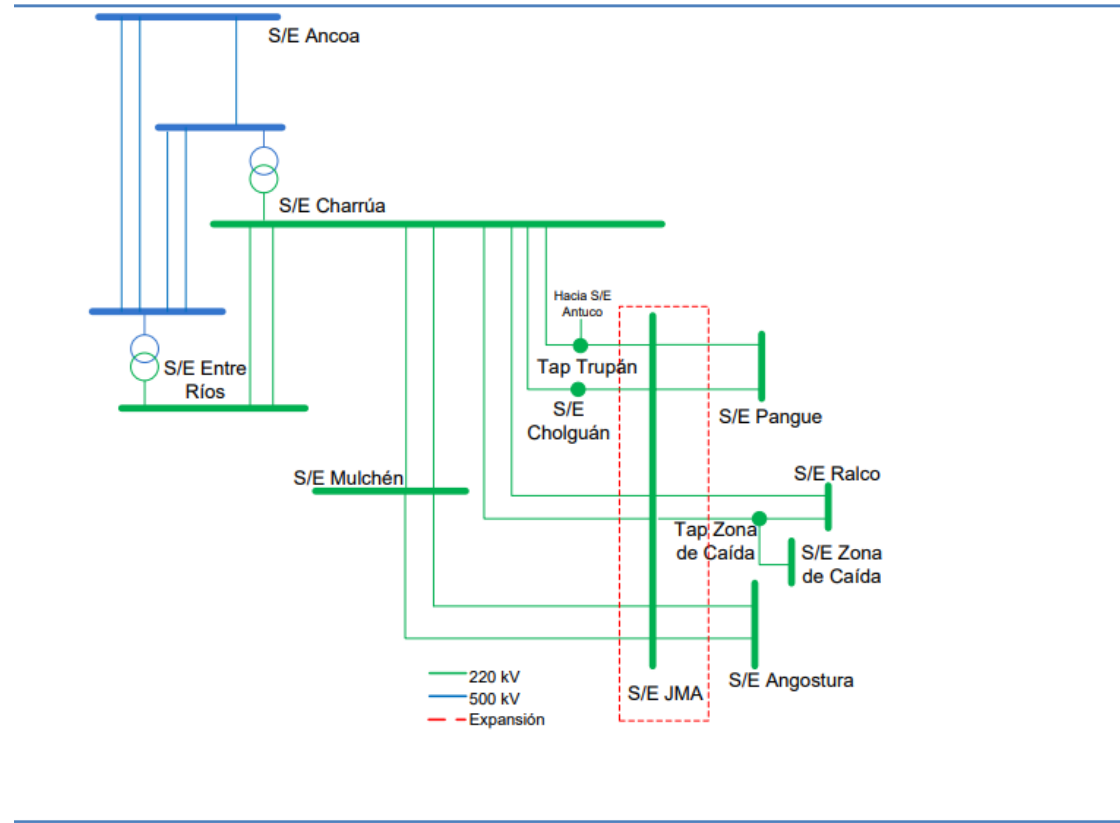 S/E Ancoa
S/E Charrúa
Hacia S/E
Antuco
Tap Trupán
S/E Entre
Ríos
S/E
Cholguán
S/E Pangue
S/E Mulchén
S/E Ralco
Tap Zona
de Caída
S/E Zona
de Caída
S/E Angostura
S/E JMA
220 kV
500 kV
Expansión